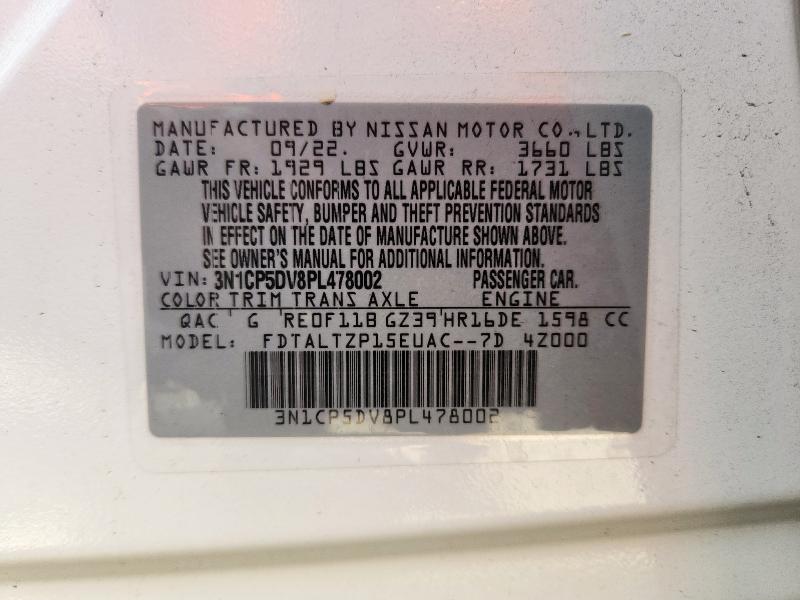 MANUFACTURED BY NISSAN MOTOR CO., LTD.
DATE: 09/22. GVWR: 3660 LBS
GAWR FR: 1929 LBS GAWR RR: 1731 LBS
THIS VEHICLE CONFORMS TO ALL APPLICABLE FEDERAL MOTOR
VEHICLE SAFETY, BUMPER AND THEFT PREVENTION STANDARDS
IN EFFECT ON THE DATE OF MANUFACTURE SHOWN ABOVE.
SEE OWNER'S MANUAL FOR ADDITIONAL INFORMATION.
VIN: 3N1CP5DV8PL478002 PASSENGER CAR.
COLOR TRIM TRANS AXLE ENGINE
QAC G RE0F11B GZ39 HR16DE 1598 CC
MODEL: FDTALTZP15EUAC--7D 4Z000
3N1CP5DV8PL478002